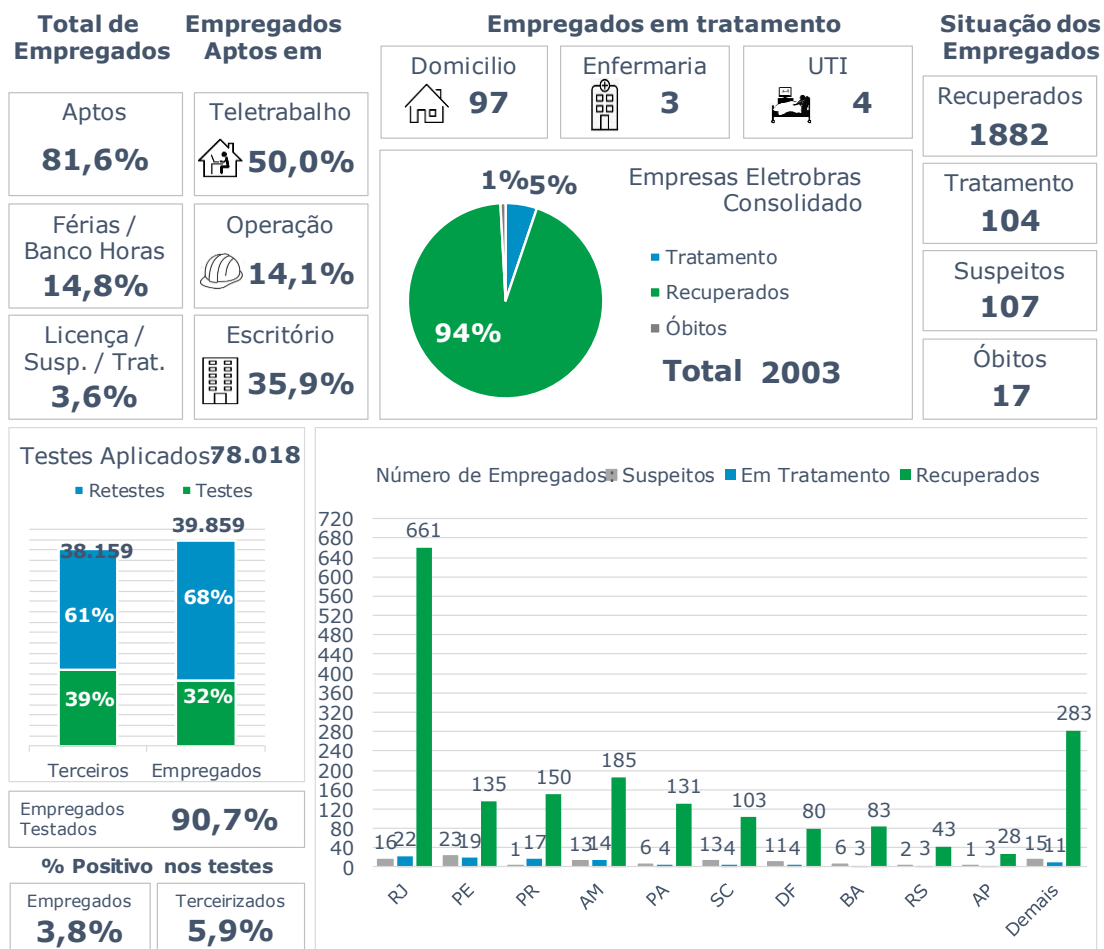 Total de
Empregados
Empregados
Aptos em
Empregados em tratamento
Situação dos
Empregados
Aptos
81,6%
Férias /
Banco Horas
14,8%
Licença /
Susp. / Trat.
3,6%
Teletrabalho
50,0%
Operação
14,1%
Escritório
35,9%
Domicilio
97
Enfermaria
3
UTI
4
1% 5%
94%
Empresas Eletrobras
Consolidado
Tratamento
Recuperados
Óbitos
Total 2003
Recuperados
1882
Tratamento
104
Suspeitos
107
Óbitos
17
Testes Aplicados: 78.018
Retestes Testes
38.159
39.859
61%
68%
39%
32%
Terceiros Empregados
Empregados
Testados
90,7%
% Positivo nos testes
Empregados
3,8%
Terceirizados
5,9%
Número de Empregados: Suspeitos Em Tratamento Recuperados
720
680
640
600
560
520
480
440
400
360
320
280
240
200
160
120
80
40
0
16 22 661
23 19 135
1 17 150
13 14 185
6 4 131
13 4 103
11 4 80
6 3 83
2 3 43
1 3 28
15 11 283
RJ PE PR AM PA SC DF BA RS AP Demais